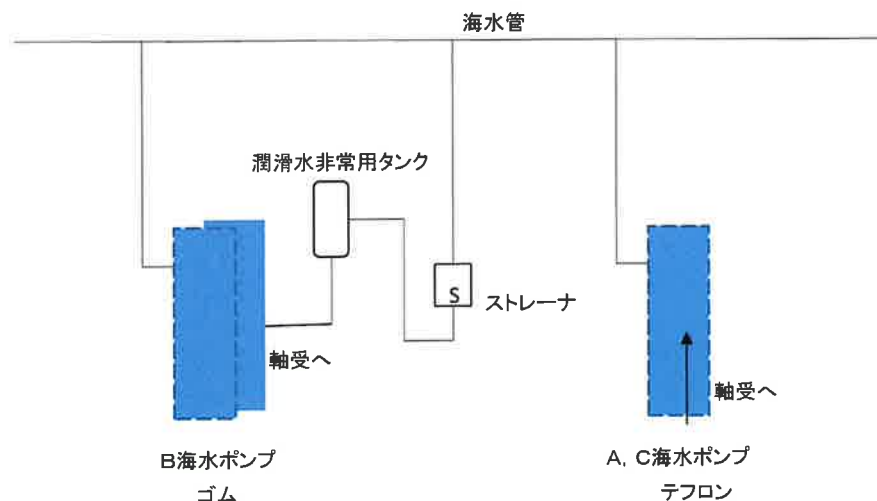 海水管
潤滑水非常用タンク
S
ストレーナ
軸受へ
軸受へ
B海水ポンプ
ゴム
A, C海水ポンプ
テフロン